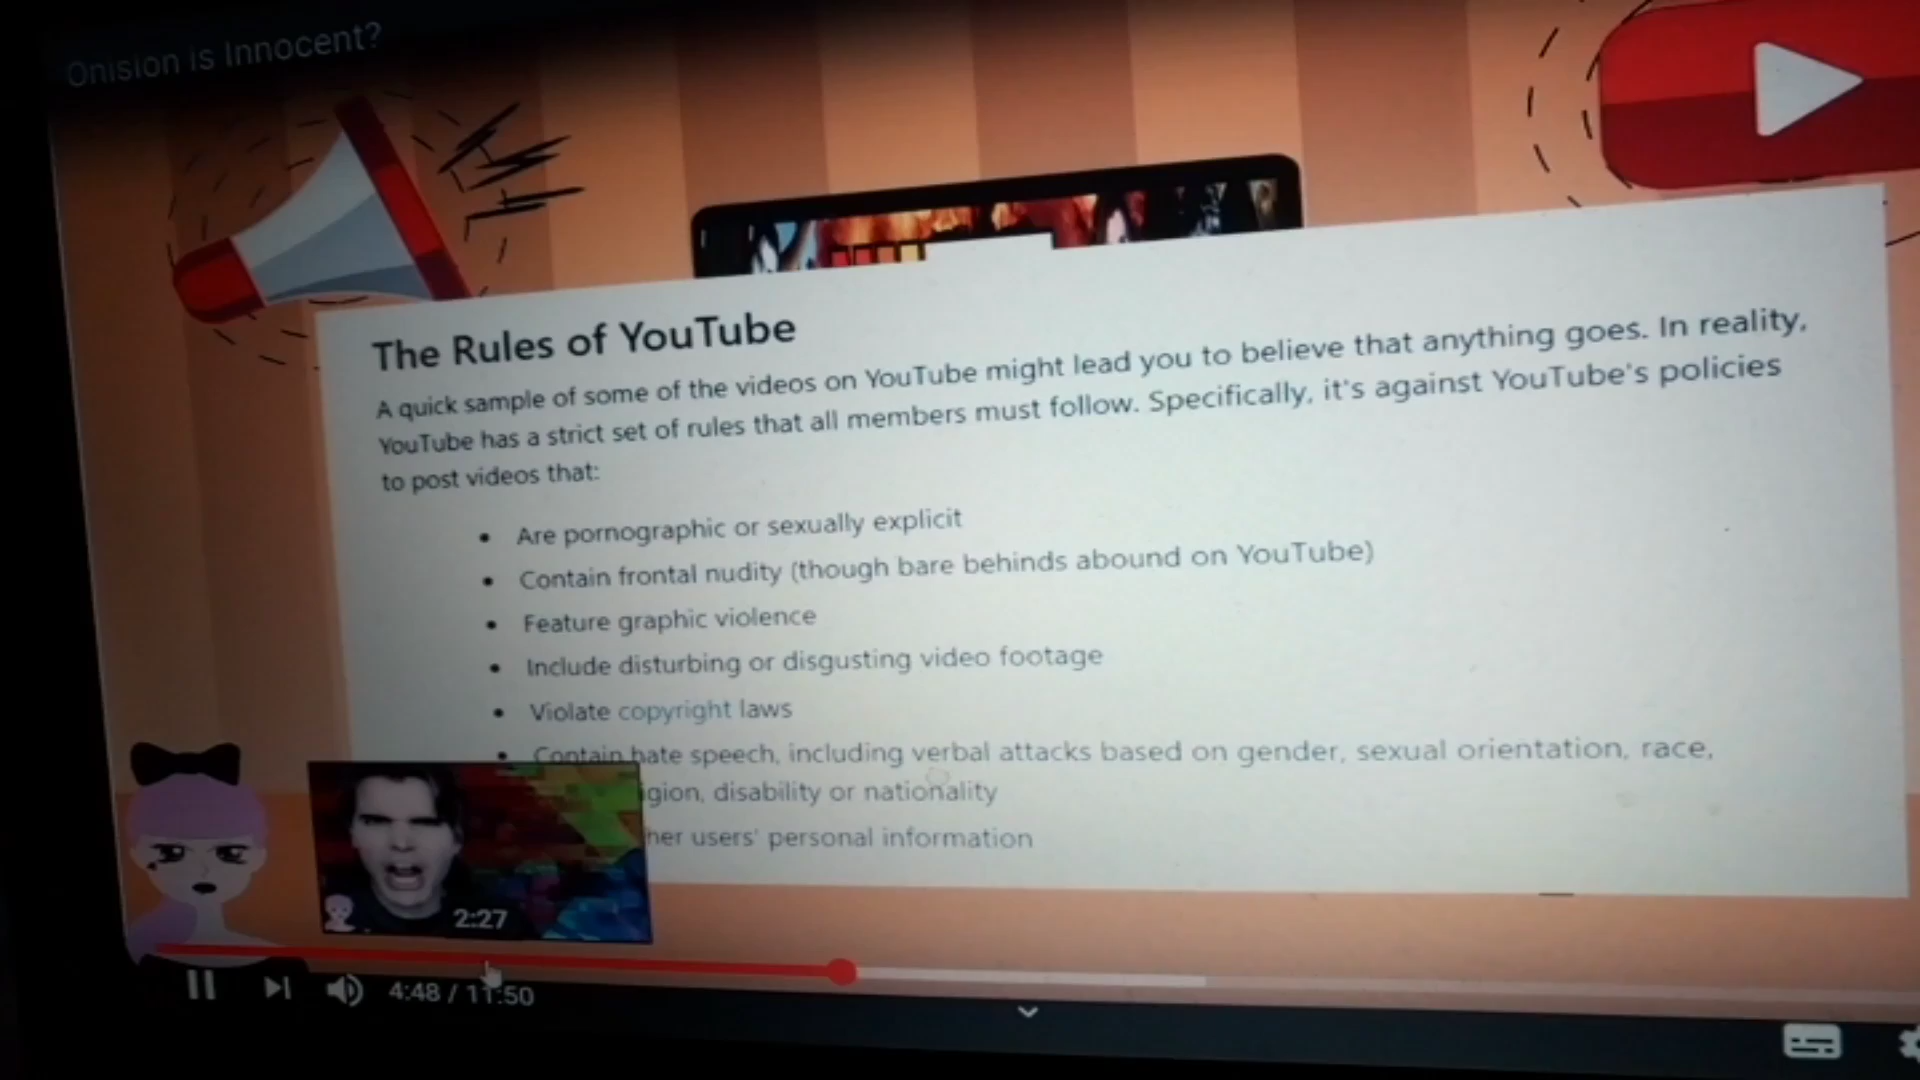 Onision is Innocent?
The Rules of YouTube
A quick sample of some of the videos on YouTube might lead you to believe that anything goes. In reality,
YouTube has a strict set of rules that all members must follow. Specifically, it's against YouTube's policies
to post videos that:
• Are pornographic or sexually explicit
• Contain frontal nudity (though bare behinds abound on YouTube)
• Feature graphic violence
• Include disturbing or disgusting video footage
• Violate copyright laws
• Contain hate speech, including verbal attacks based on gender, sexual orientation, race,
igion, disability or nationality
her users' personal information
2:27
4:48 / 11:50